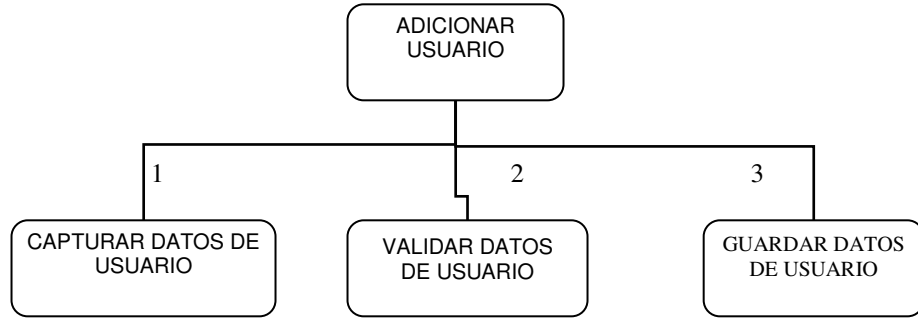 ADICIONAR
USUARIO
1
2
3
CAPTURAR DATOS DE
USUARIO
VALIDAR DATOS
DE USUARIO
GUARDAR DATOS
DE USUARIO